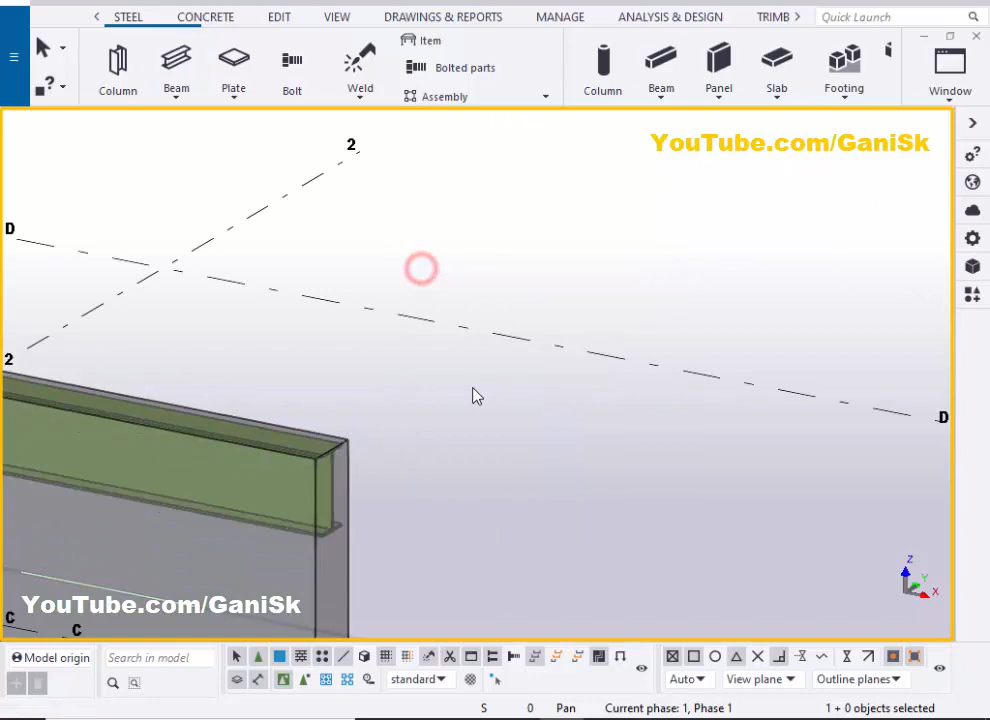 STEEL CONCRETE EDIT VIEW DRAWINGS & REPORTS MANAGE ANALYSIS & DESIGN TRIMB Quick Launch
Item
Bolted parts
Assembly
Column Beam Plate Bolt Weld Column Beam Panel Slab Footing Window
2
YouTube.com/GaniSk
D
2
D
Z
Y
X
YouTube.com/GaniSk
C
C
Model origin Search in model
standard Auto View plane Outline planes
S 0 Pan Current phase: 1, Phase 1 1 + 0 objects selected